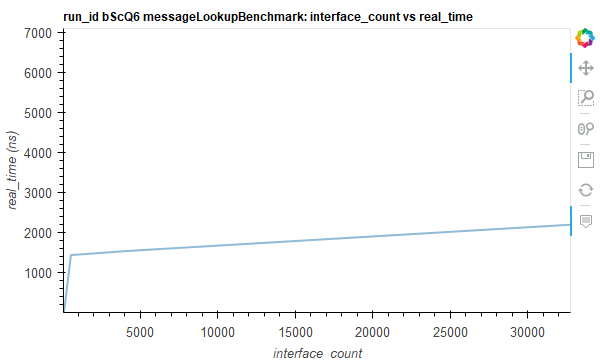 run_id bScQ6 messageLookupBenchmark: interface_count vs real_time
7000
6000
5000
4000
3000
2000
1000
real_time (ns)
5000 10000 15000 20000 25000 30000
interface_count